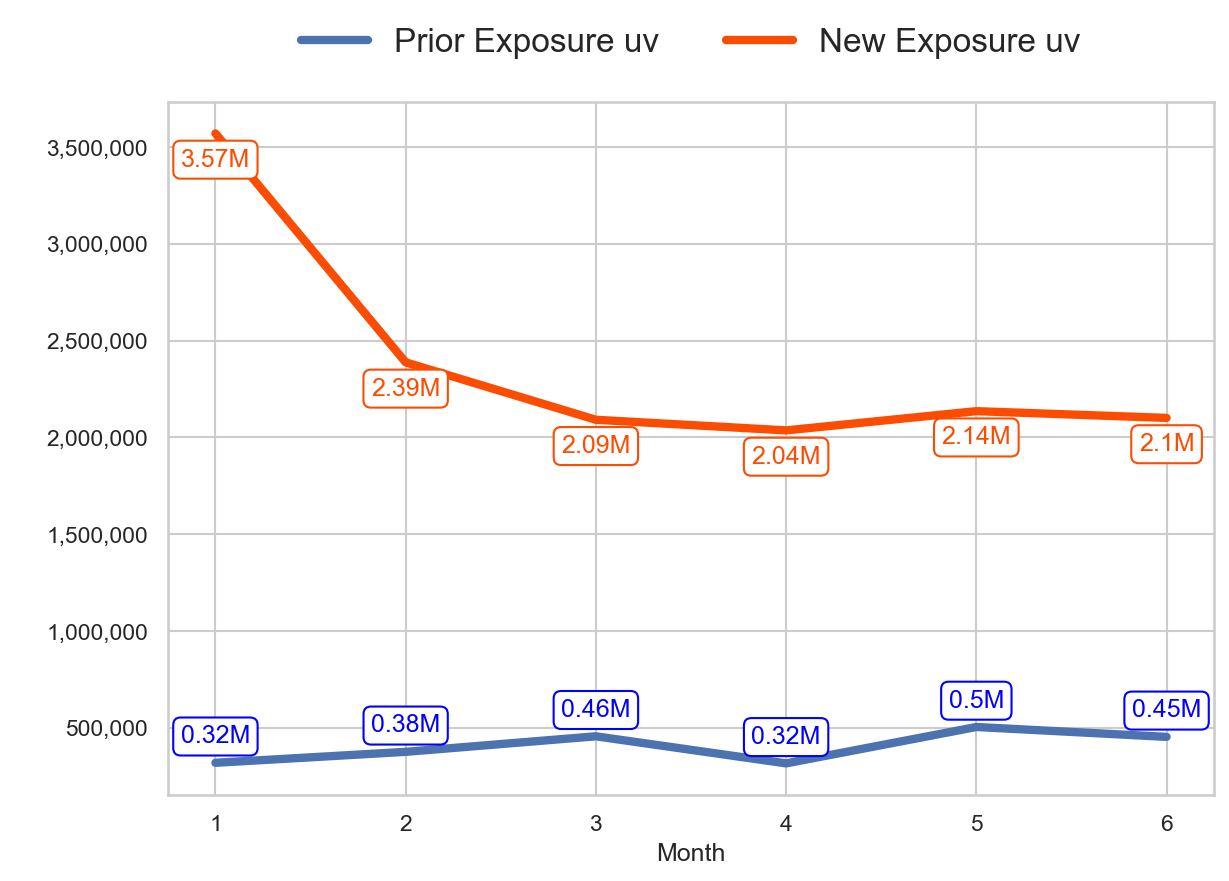 Prior Exposure uv New Exposure uv
3,500,000
3.57M
3,000,000
2,500,000
2.39M
2,000,000
2.09M 2.04M 2.14M 2.1M
1,500,000
1,000,000
500,000
0.32M 0.38M 0.46M 0.32M 0.5M 0.45M
1 2 3 4 5 6
Month